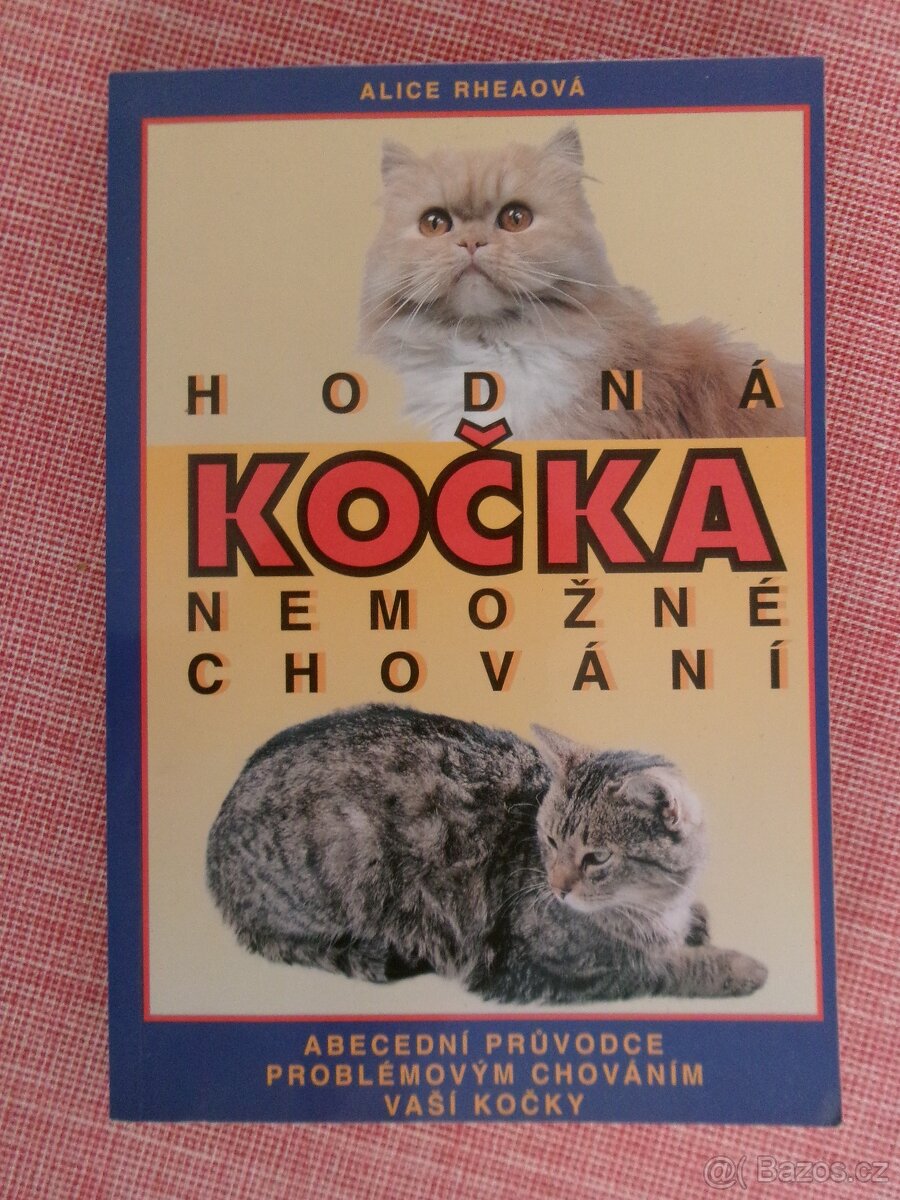 ALICE RHEAOVÁ
HODNÁ
KOČKA
NEMOŽNÉ
CHOVÁNÍ
ABECEDNÍ PRŮVODCE
PROBLÉMOVÝM CHOVÁNÍM
VAŠÍ KOČKY
@( Bazos.cz